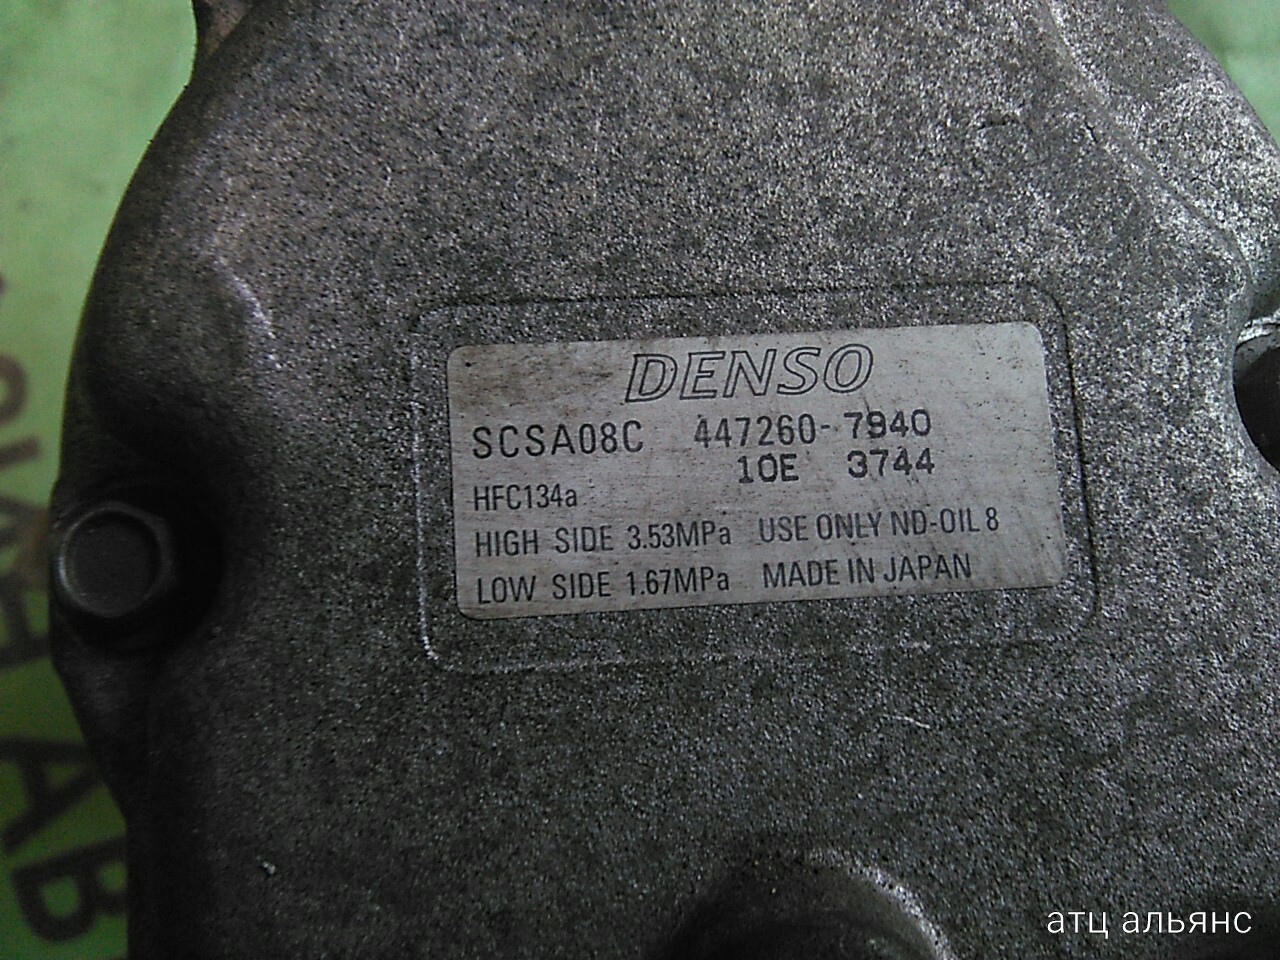 DENSO
SCSA08C 447260-7940
10E 3744
HFC134a
HIGH SIDE 3.53MPa USE ONLY ND-OIL 8
LOW SIDE 1.67MPa MADE IN JAPAN
атц альянс